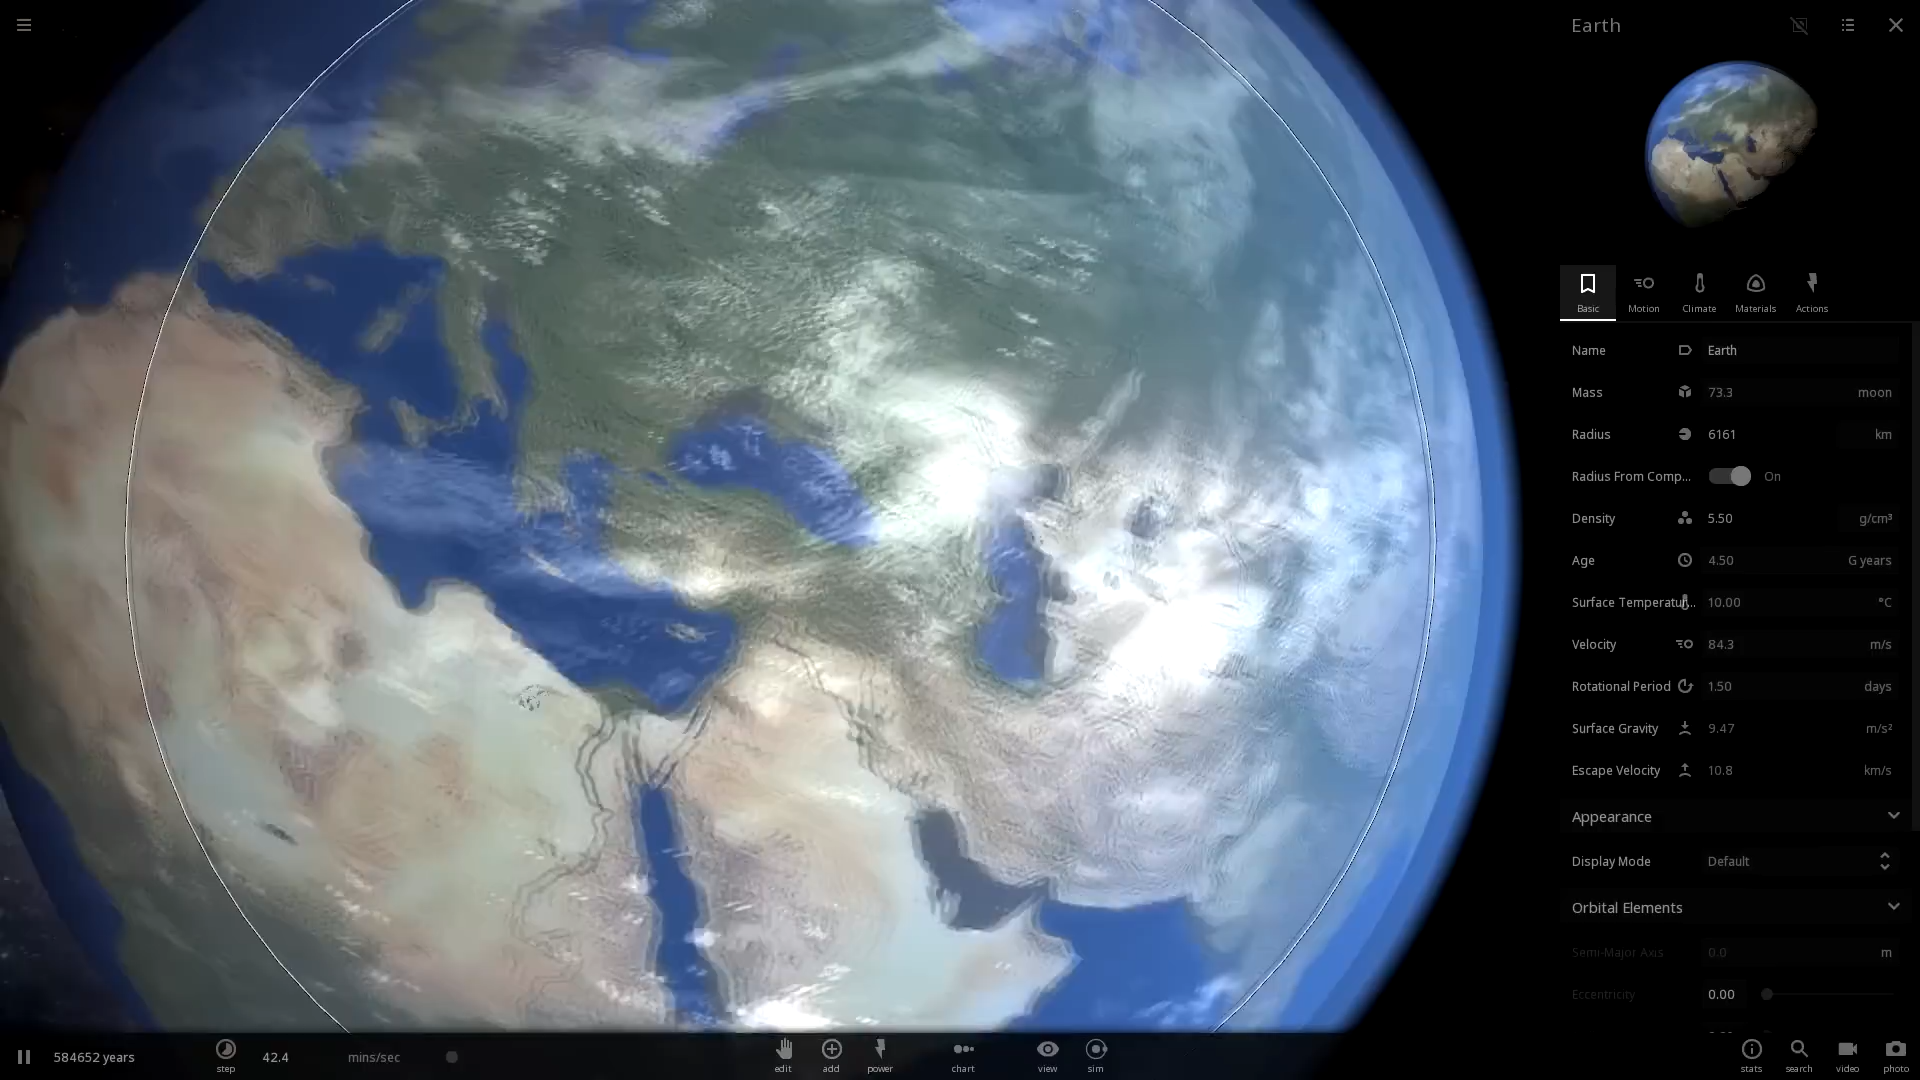 Earth
Basic
Motion
Climate
Materials
Actions
Name Earth
Mass 73.3 moon
Radius 6161 km
Radius From Comp... On
Density 5.50 g/cm³
Age 4.50 G years
Surface Temperatur... 10.00 °C
Velocity 84.3 m/s
Rotational Period 1.50 days
Surface Gravity 9.47 m/s²
Escape Velocity 10.8 km/s
Appearance
Display Mode Default
Orbital Elements
Semi-Major Axis 0.0 m
Eccentricity 0.00
584652 years
step
42.4 mins/sec
edit
add
power
chart
view
sim
stats
search
video
photo